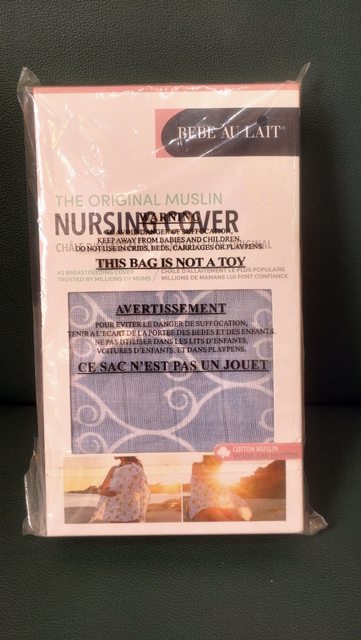 BEBE AU LAIT®
THE ORIGINAL MUSLIN
NURSING COVER
WARNING
TO AVOID DANGER OF SUFFOCATION,
KEEP AWAY FROM BABIES AND CHILDREN.
DO NOT USE IN CRIBS, BEDS, CARRIAGES OR PLAYPENS.
THIS BAG IS NOT A TOY
#1 BREASTFEEDING COVER
TRUSTED BY MILLIONS OF MOMS
CHÂLE D'ALLAITEMENT LE PLUS POPULAIRE
MILLIONS DE MAMANS LUI FONT CONFIANCE
AVERTISSEMENT
POUR EVITER LE DANGER DE SUFFOCATION,
TENIR A L'ECART DE LA PORTEE DES BEBES ET DES ENFANTS.
NE PAS UTILISER DANS LES LITS D'ENFANTS,
VOITURES D'ENFANTS, ET DANS PLAYPENS.
CE SAC N'EST PAS UN JOUET
COTTON MUSLIN